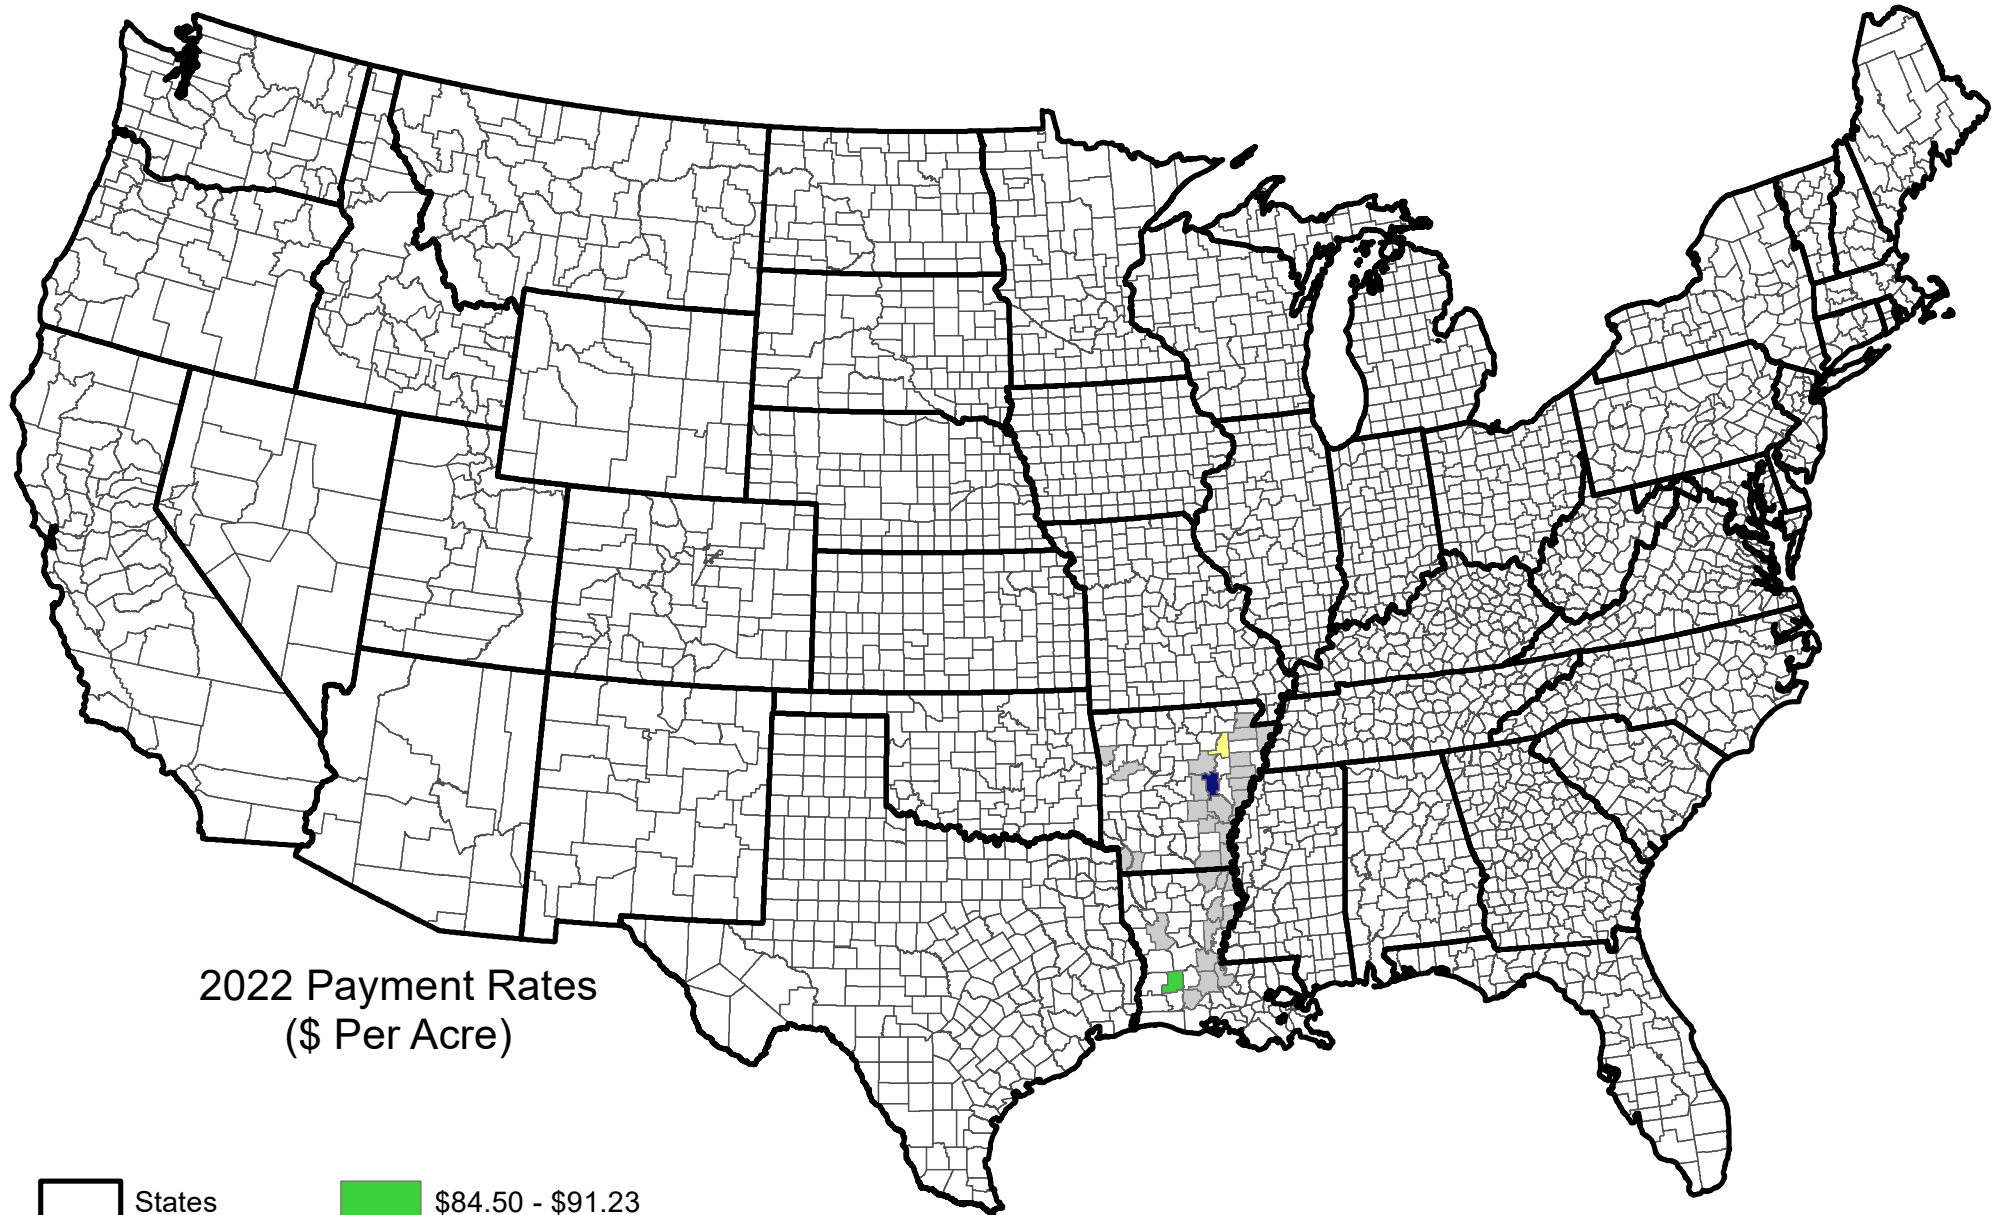 2022 Payment Rates
($ Per Acre)
States
$84.50 - $91.23